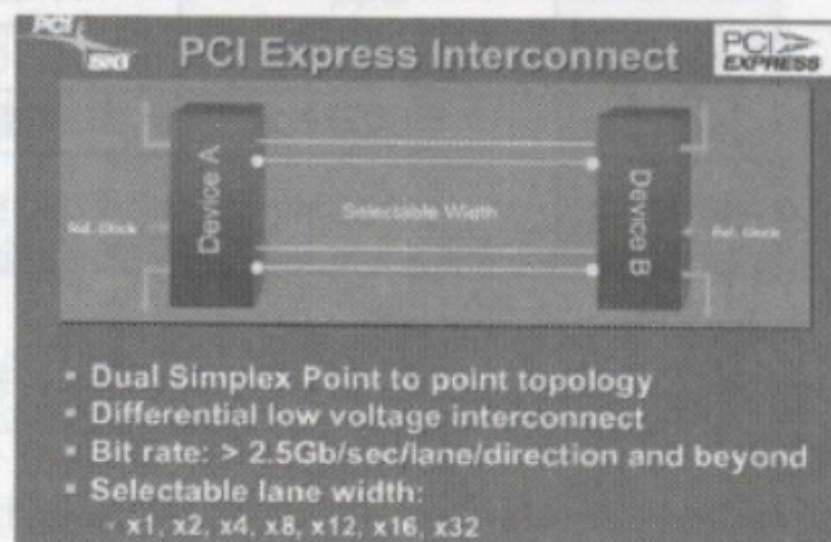 PCI
SIG
PCI Express Interconnect
PCI
EXPRESS
Device A
Selectable Width
Device B
Ref. Clock
Ref. Clock
- Dual Simplex Point to point topology
- Differential low voltage interconnect
- Bit rate: > 2.5Gb/sec/lane/direction and beyond
- Selectable lane width:
✓ x1, x2, x4, x8, x12, x16, x32